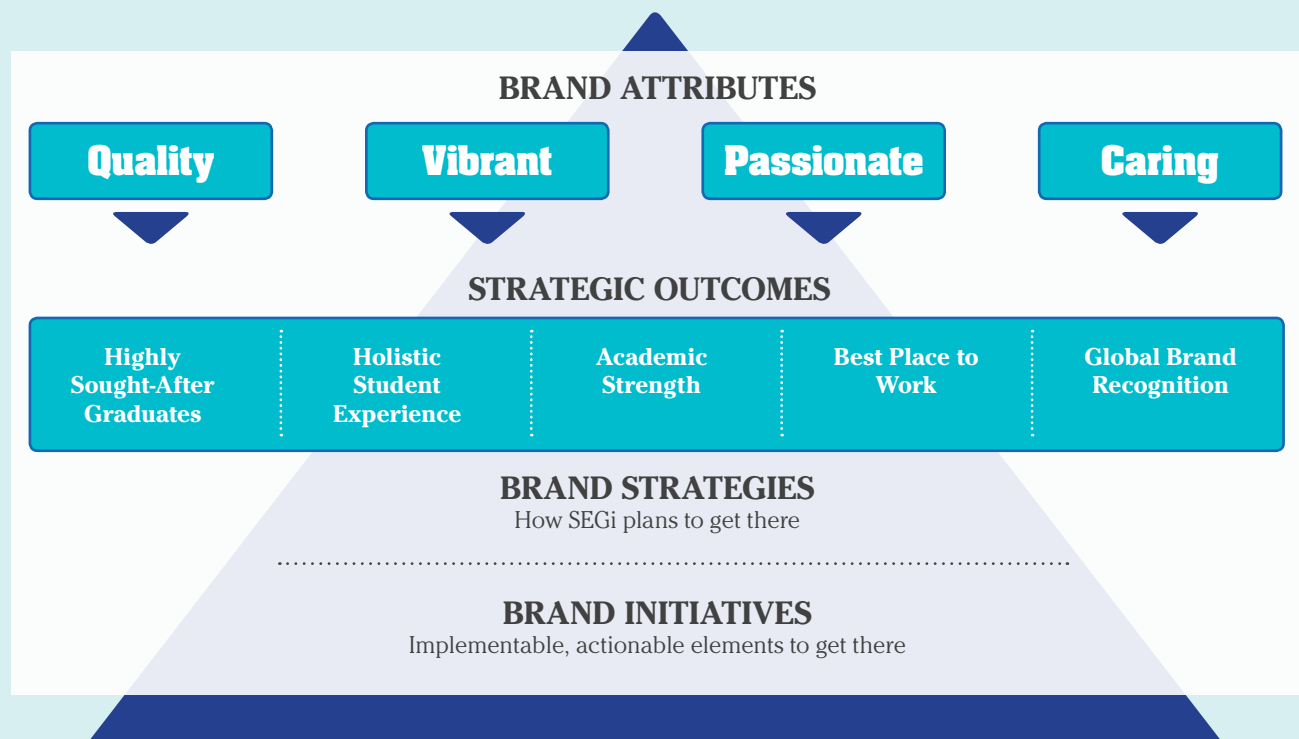 BRAND ATTRIBUTES
Quality
Vibrant
Passionate
Caring
STRATEGIC OUTCOMES
Highly
Sought-After
Graduates
Holistic
Student
Experience
Academic
Strength
Best Place to
Work
Global Brand
Recognition
BRAND STRATEGIES
How SEGi plans to get there
BRAND INITIATIVES
Implementable, actionable elements to get there